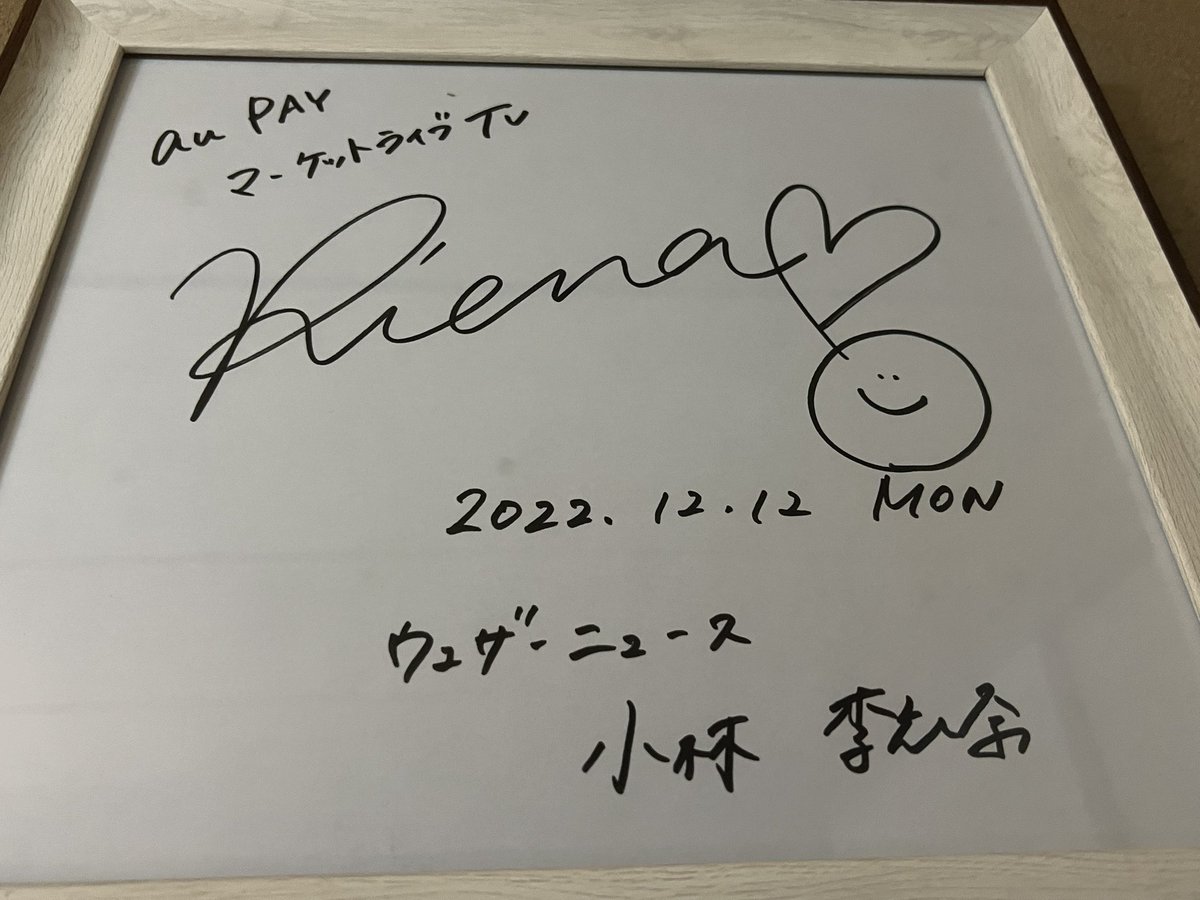 au PAY
マーケットライブTV
Riena
2022.12.12 MON
ウェザーニュース
小林 李衣奈